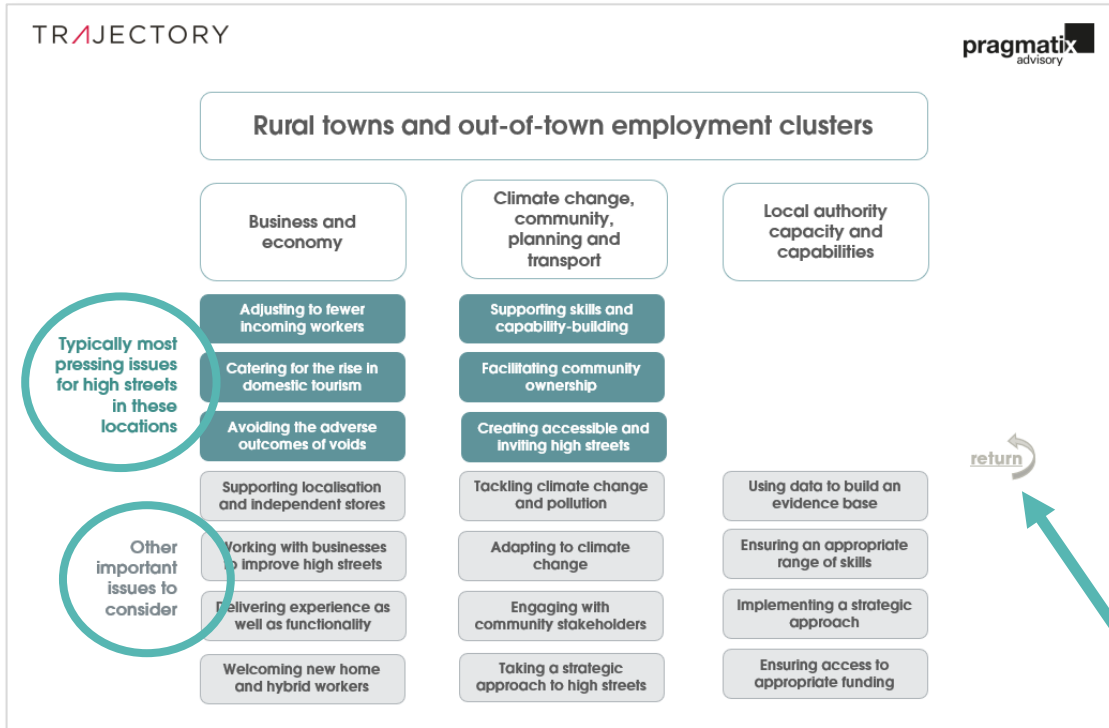 TRAJECTORY
pragmatix
advisory
Rural towns and out-of-town employment clusters
Business and
economy
Climate change,
community,
planning and
transport
Local authority
capacity and
capabilities
Typically most
pressing issues
for high streets
in these
locations
Adjusting to fewer
incoming workers
Supporting skills and
capability-building
Catering for the rise in
domestic tourism
Facilitating community
ownership
Avoiding the adverse
outcomes of voids
Creating accessible and
inviting high streets
return
Other
important
issues to
consider
Supporting localisation
and independent stores
Tackling climate change
and pollution
Using data to build an
evidence base
Working with businesses
to improve high streets
Adapting to climate
change
Ensuring an appropriate
range of skills
Delivering experience as
well as functionality
Engaging with
community stakeholders
Implementing a strategic
approach
Welcoming new home
and hybrid workers
Taking a strategic
approach to high streets
Ensuring access to
appropriate funding